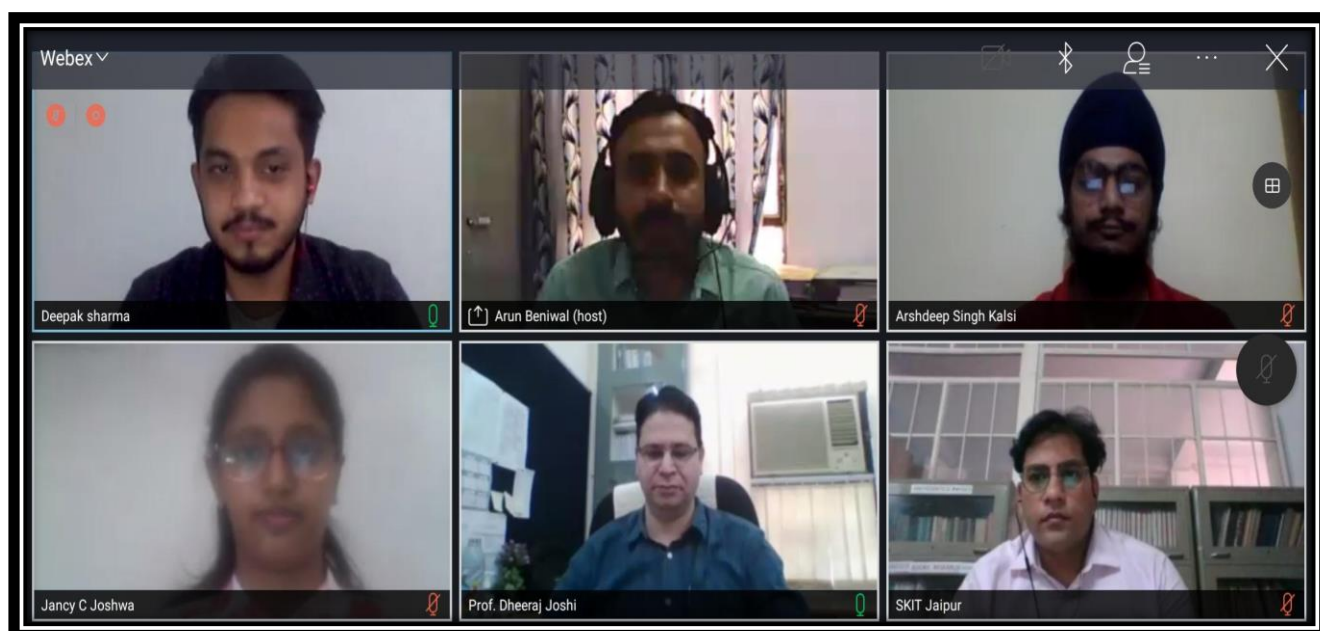 Webex
Deepak sharma
Arun Beniwal (host)
Arshdeep Singh Kalsi
Jancy C Joshwa
Prof. Dheeraj Joshi
SKIT Jaipur